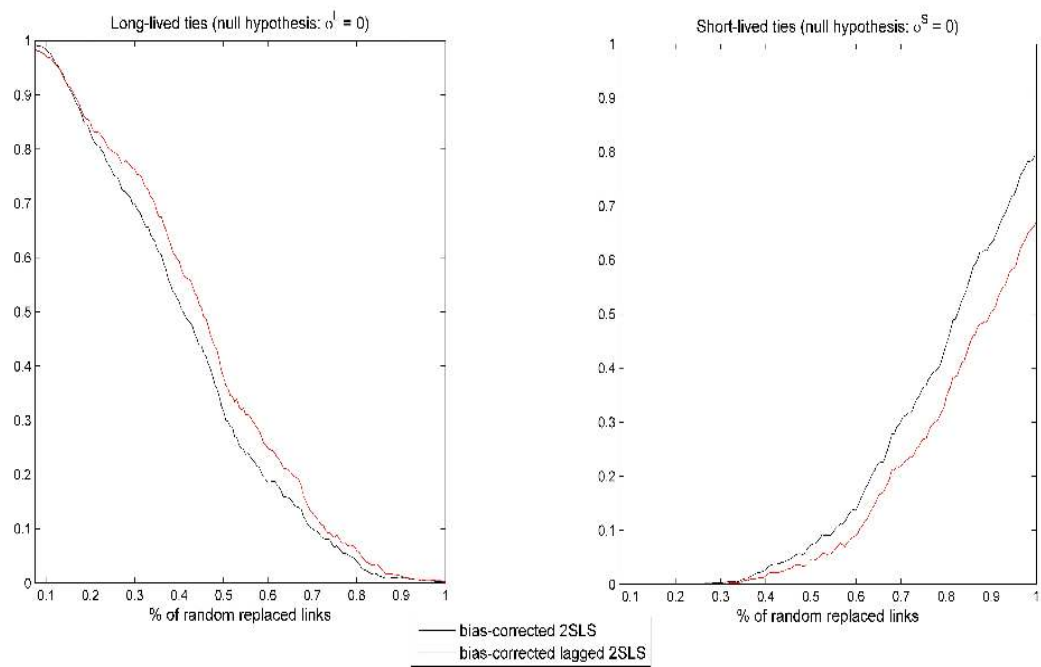 Long-lived ties (null hypothesis: ϕᴸ = 0)
1
0.9
0.8
0.7
0.6
0.5
0.4
0.3
0.2
0.1
0
0.1 0.2 0.3 0.4 0.5 0.6 0.7 0.8 0.9 1
% of random replaced links
Short-lived ties (null hypothesis: ϕˢ = 0)
1
0.9
0.8
0.7
0.6
0.5
0.4
0.3
0.2
0.1
0
0.1 0.2 0.3 0.4 0.5 0.6 0.7 0.8 0.9 1
% of random replaced links
bias-corrected 2SLS
bias-corrected lagged 2SLS